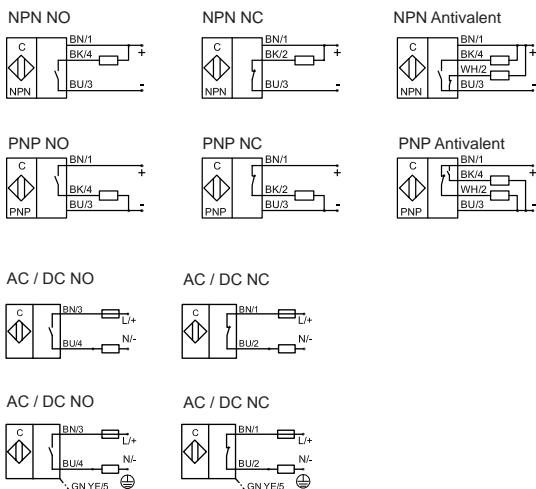 NPN NO NPN NC NPN Antivalent
C BN/1 C BN/1 C BN/1
BK/4 + BK/2 + BK/4 +
WH/2
NPN BU/3 - NPN BU/3 - NPN BU/3 -
PNP NO PNP NC PNP Antivalent
C BN/1 C BN/1 C BN/1
+ + BK/4 +
BK/4 BK/2 WH/2
PNP BU/3 - PNP BU/3 - PNP BU/3 -
AC / DC NO AC / DC NC
C BN/3 L/+ C BN/1 L/+
BU/4 N/- BU/2 N/-
AC / DC NO AC / DC NC
C BN/3 L/+ C BN/1 L/+
BU/4 N/- BU/2 N/-
GN YE/5 GN YE/5